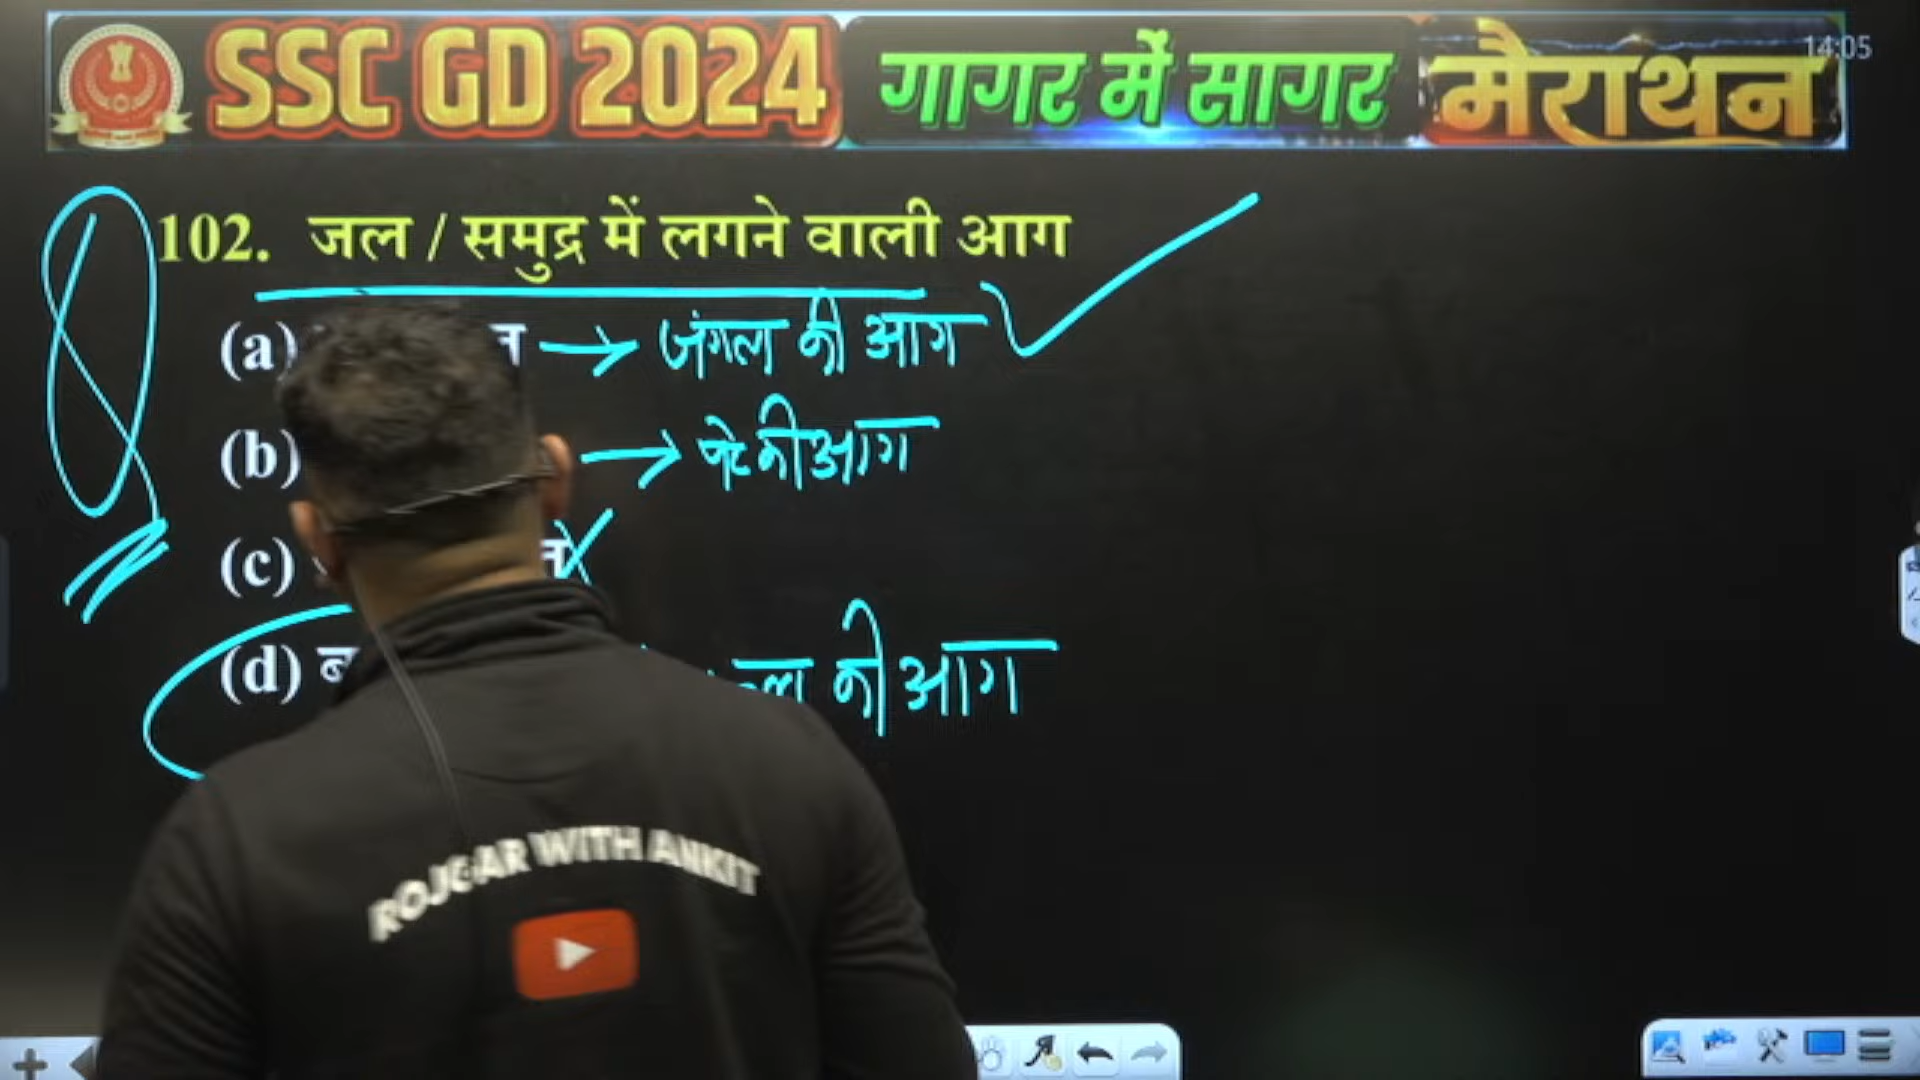 SSC GD 2024 गागर में सागर मैराथन
14:05
102. जल / समुद्र में लगने वाली आग
(a) → जंगल की आग
(b) → पेट की आग
(c)
(d) की आग
ROJGAR WITH ANKIT